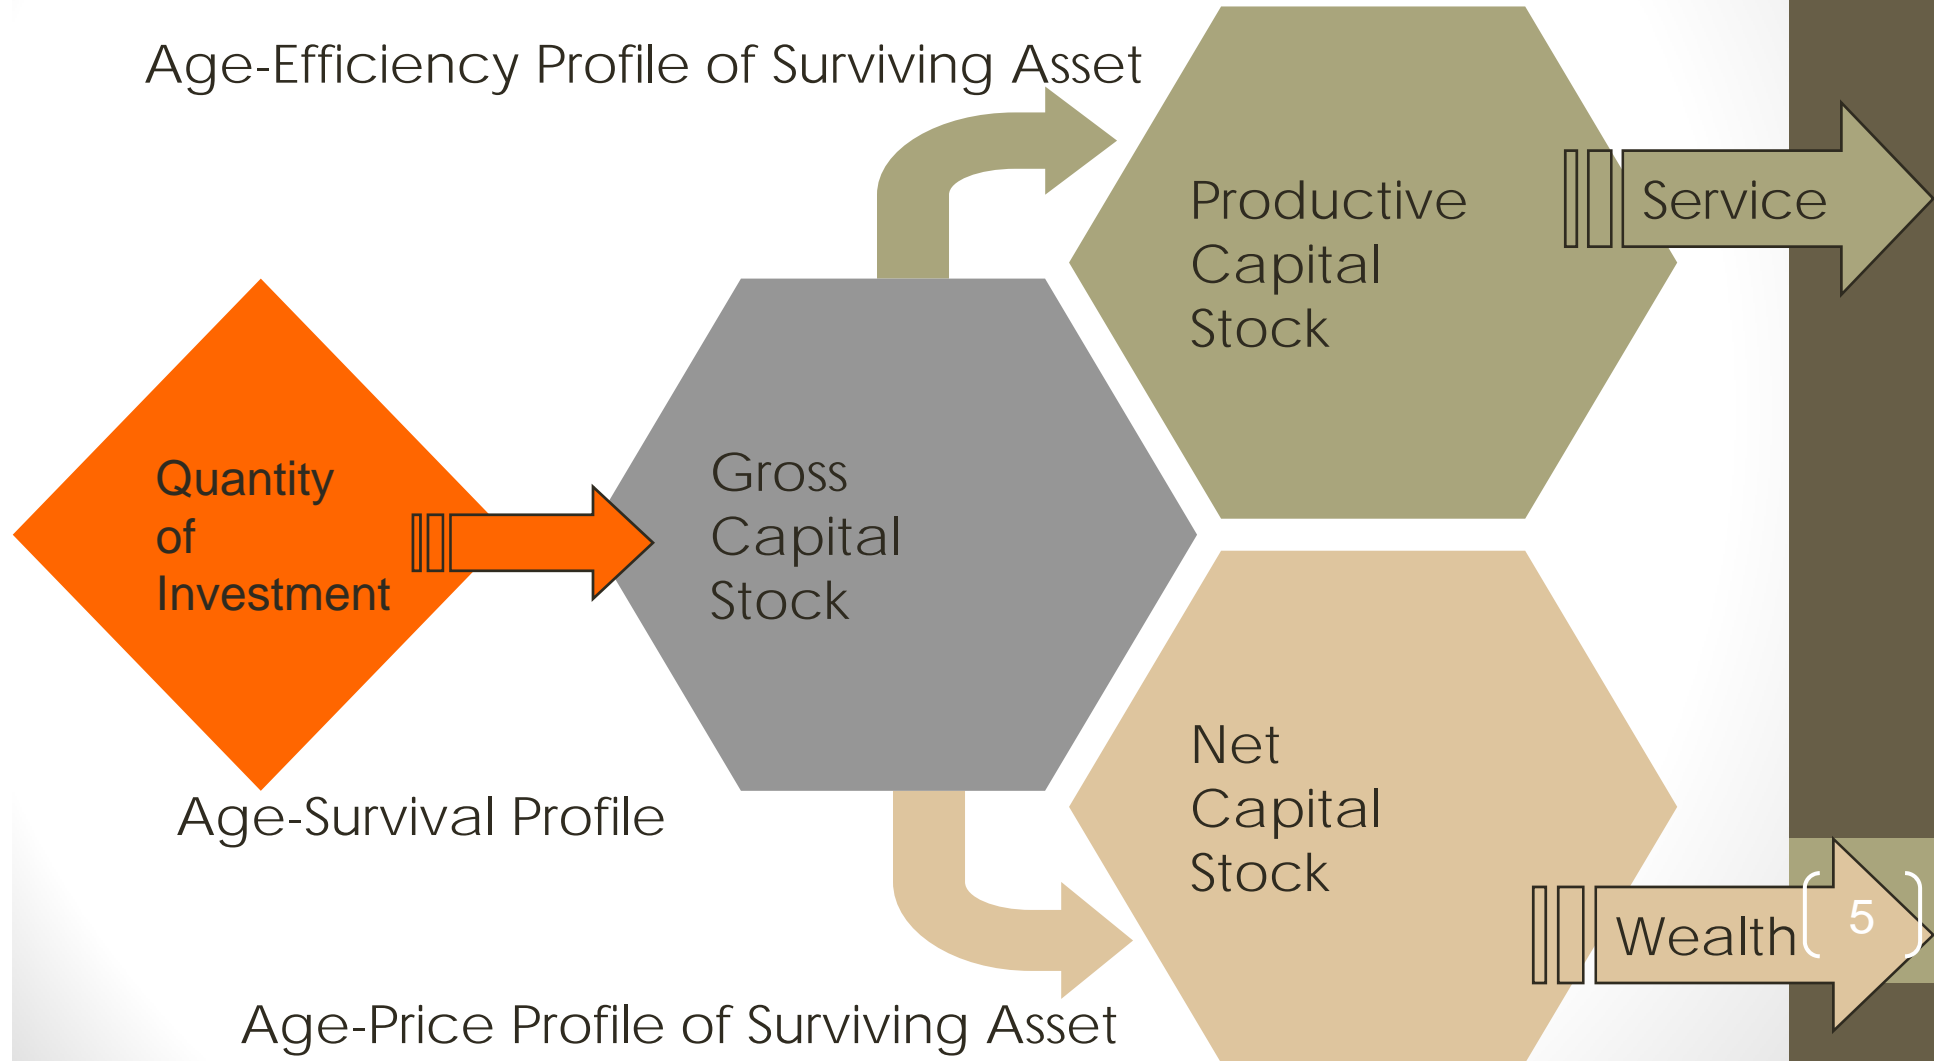 Age-Efficiency Profile of Surviving Asset
Productive
Capital
Stock
Service
Quantity
of
Investment
Gross
Capital
Stock
Net
Capital
Stock
Age-Survival Profile
Wealth
5
Age-Price Profile of Surviving Asset